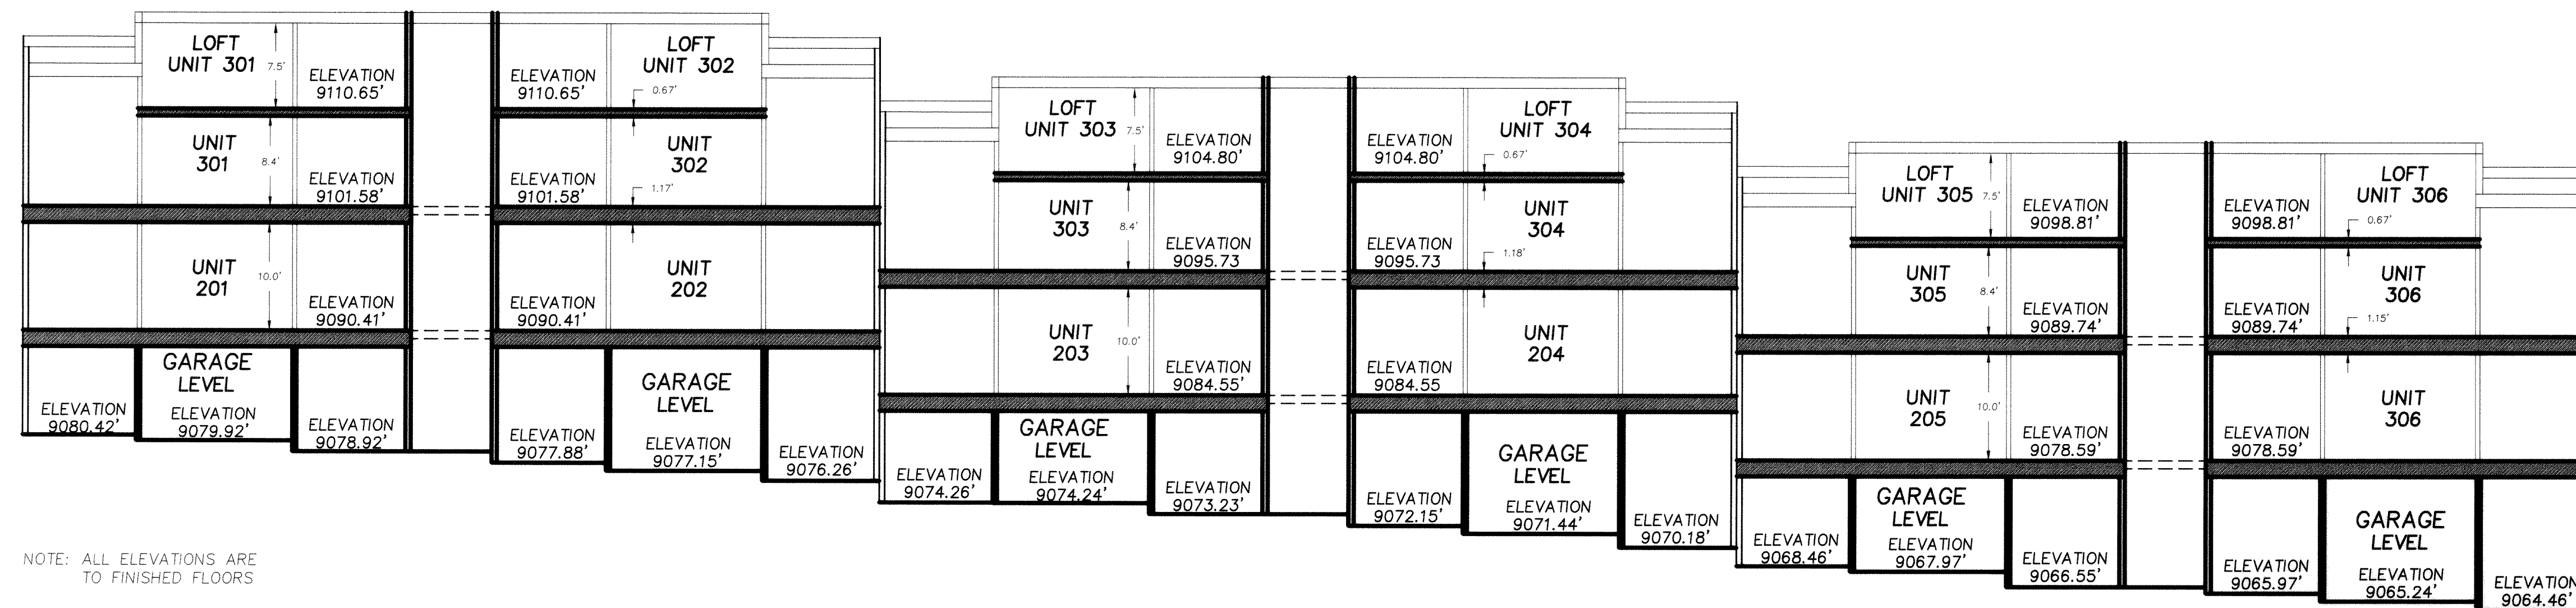 LOFT
UNIT 301
7.5'
ELEVATION
9110.65'
UNIT
301
8.4'
ELEVATION
9101.58'
UNIT
201
10.0'
ELEVATION
9090.41'
GARAGE
LEVEL
ELEVATION
9080.42'
ELEVATION
9079.92'
ELEVATION
9078.92'
ELEVATION
9110.65'
LOFT
UNIT 302
0.67'
UNIT
302
ELEVATION
9101.58'
1.17'
UNIT
202
ELEVATION
9090.41'
GARAGE
LEVEL
ELEVATION
9077.88'
ELEVATION
9077.15'
ELEVATION
9076.26'
LOFT
UNIT 303
7.5'
ELEVATION
9104.80'
UNIT
303
8.4'
ELEVATION
9095.73
UNIT
203
10.0'
ELEVATION
9084.55'
GARAGE
LEVEL
ELEVATION
9074.26'
ELEVATION
9074.24'
ELEVATION
9073.23'
ELEVATION
9104.80'
LOFT
UNIT 304
0.67'
UNIT
304
ELEVATION
9095.73
1.18'
UNIT
204
ELEVATION
9084.55
GARAGE
LEVEL
ELEVATION
9072.15'
ELEVATION
9071.44'
ELEVATION
9070.18'
LOFT
UNIT 305
7.5'
ELEVATION
9098.81'
UNIT
305
8.4'
ELEVATION
9089.74'
UNIT
205
10.0'
ELEVATION
9078.59'
GARAGE
LEVEL
ELEVATION
9068.46'
ELEVATION
9067.97'
ELEVATION
9066.55'
ELEVATION
9098.81'
LOFT
UNIT 306
0.67'
UNIT
306
ELEVATION
9089.74'
1.15'
UNIT
306
ELEVATION
9078.59'
GARAGE
LEVEL
ELEVATION
9065.97'
ELEVATION
9065.24'
ELEVATION
9064.46'
NOTE: ALL ELEVATIONS ARE
TO FINISHED FLOORS